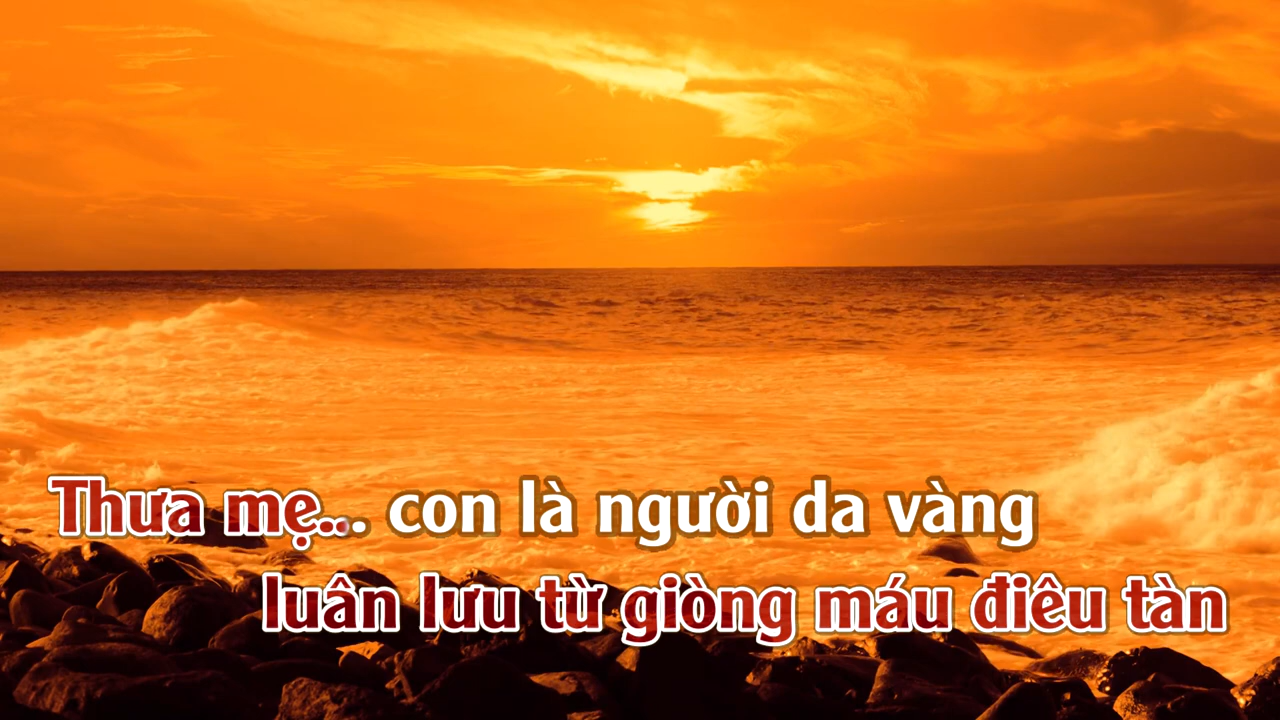 Thưa mẹ... con là người da vàng
luân lưu từ giòng máu điêu tàn